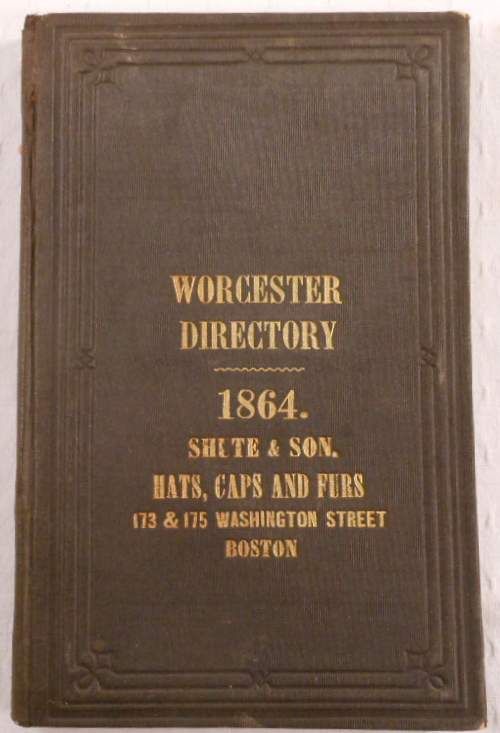 WORCESTER
DIRECTORY
1864.
SHUTE & SON.
HATS, CAPS AND FURS
173 & 175 WASHINGTON STREET
BOSTON